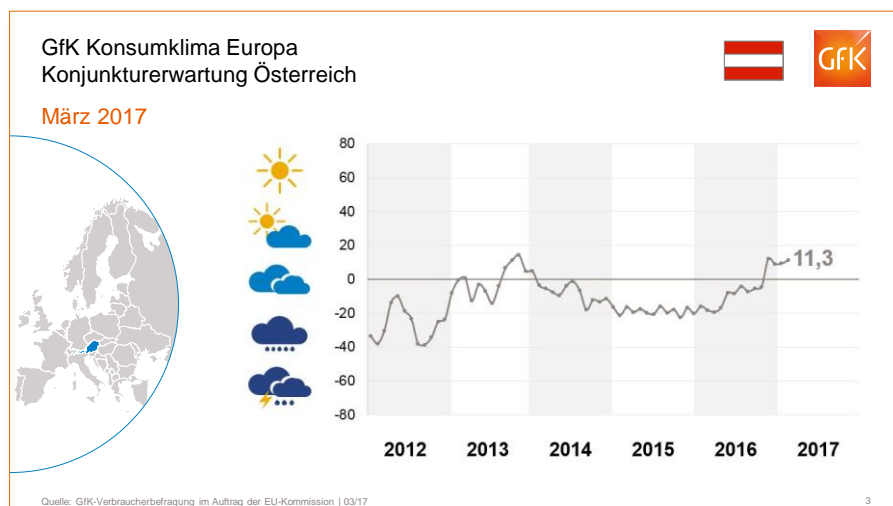 GfK Konsumklima Europa
Konjunkturerwartung Österreich
GfK
März 2017
80
60
40
20
0
-20
-40
-60
-80
11,3
2012 2013 2014 2015 2016 2017
Quelle: GfK-Verbraucherbefragung im Auftrag der EU-Kommission | 03/17
3